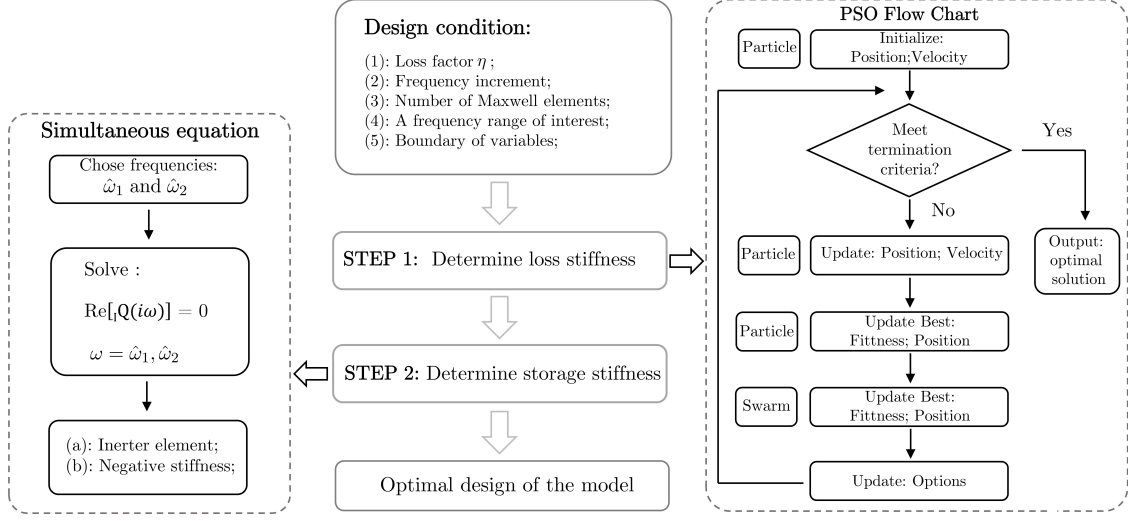 Design condition:
(1): Loss factor η ;
(2): Frequency increment;
(3): Number of Maxwell elements;
(4): A frequency range of interest;
(5): Boundary of variables;
STEP 1: Determine loss stiffness
STEP 2: Determine storage stiffness
Optimal design of the model
Simultaneous equation
Chose frequencies:
ω̂₁ and ω̂₂
Solve :
Re[ᵢQ(iω)] = 0
ω = ω̂₁, ω̂₂
(a): Inerter element;
(b): Negative stiffness;
PSO Flow Chart
Particle
Initialize:
Position;Velocity
Meet
termination
criteria?
Yes
No
Output:
optimal
solution
Particle
Update: Position; Velocity
Particle
Update Best:
Fittness; Position
Swarm
Update Best:
Fittness; Position
Update: Options